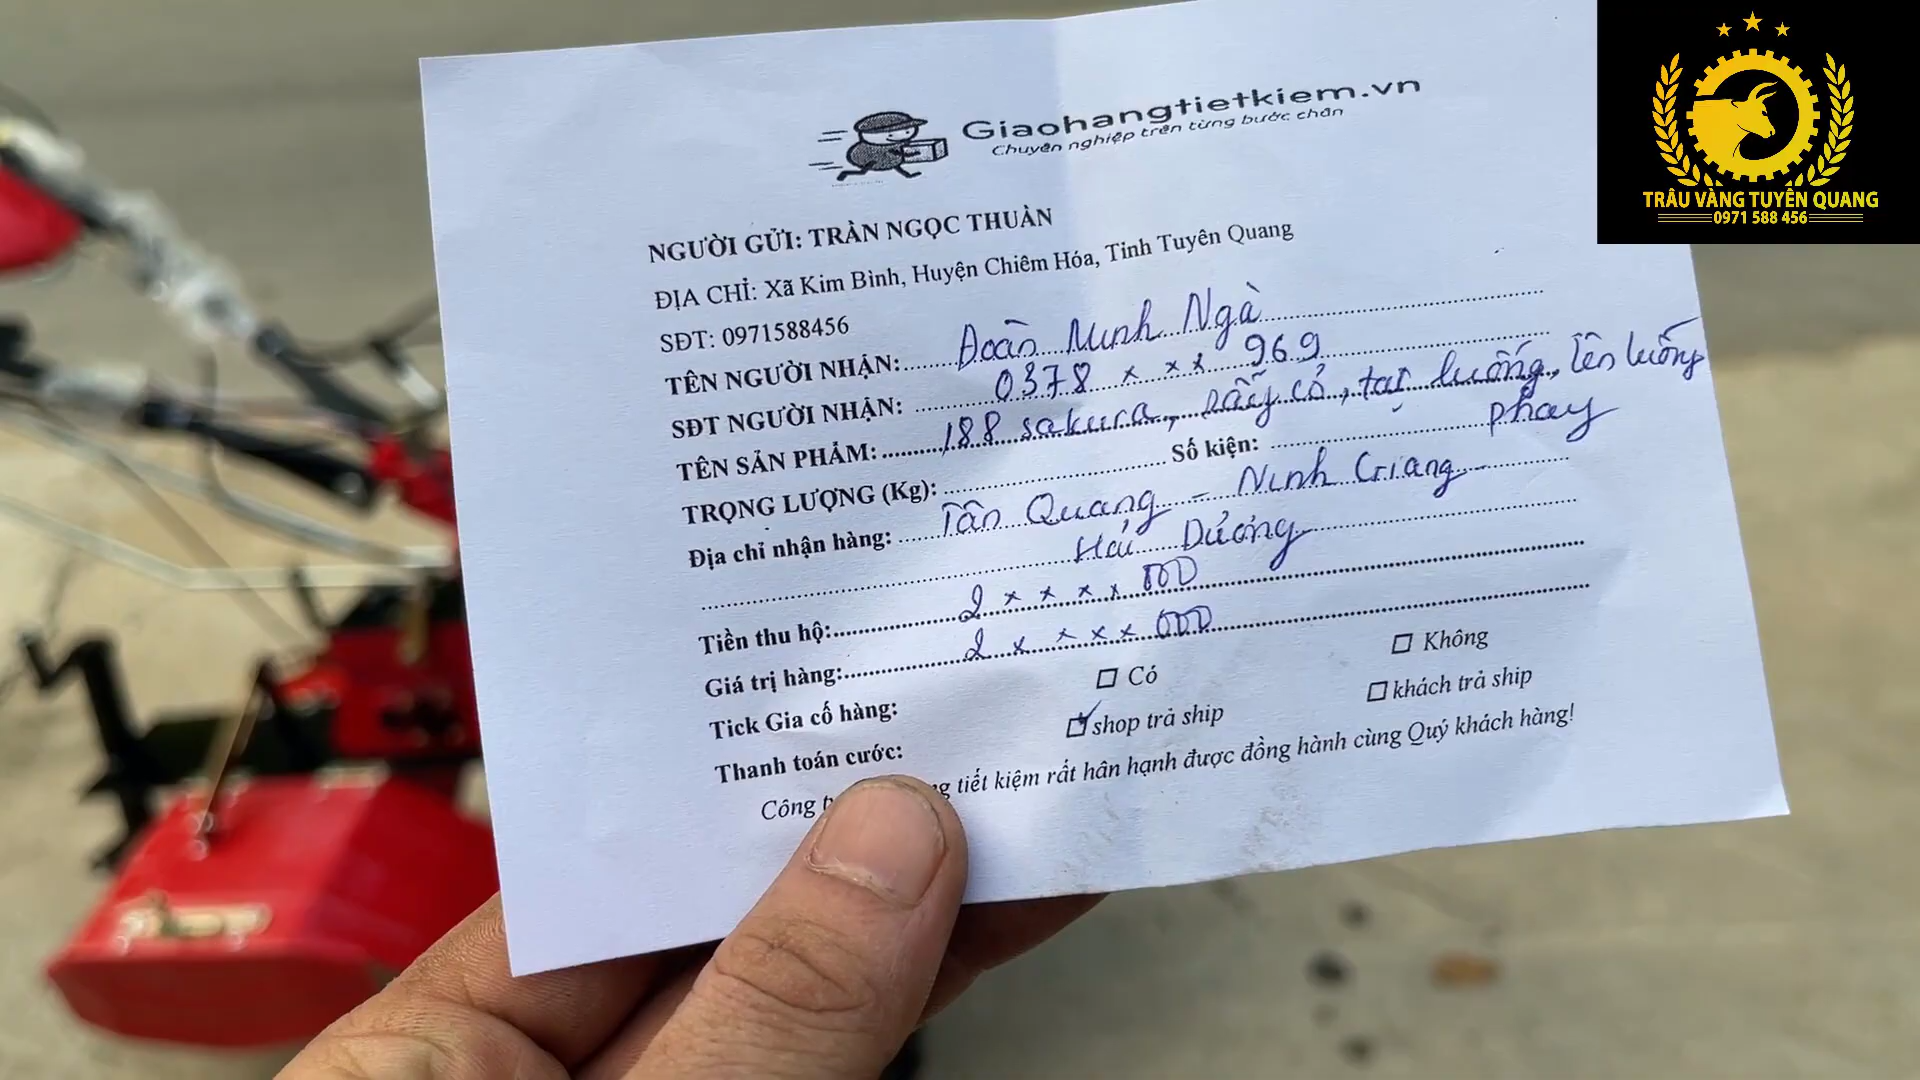 Giaohangtietkiem.vn
Chuyên nghiệp trên từng bước chân
NGƯỜI GỬI: TRẦN NGỌC THUẦN
ĐỊA CHỈ: Xã Kim Bình, Huyện Chiêm Hóa, Tỉnh Tuyên Quang
SĐT: 0971588456
TÊN NGƯỜI NHẬN: Đoàn Ninh Ngà
SĐT NGƯỜI NHẬN: 0378 x x x 969
TÊN SẢN PHẨM: 188 sakura, cỏ, tạo luống, lên luống
phay
TRỌNG LƯỢNG (Kg): Số kiện:
Địa chỉ nhận hàng: Tân Quang - Ninh Giang
Hải Dương
Tiền thu hộ: 2 x x x x 000
Giá trị hàng: 2 x x x x 000
Tick Gia cố hàng: Có Không
Thanh toán cước: shop trả ship khách trả ship
Công tiết kiệm rất hân hạnh được đồng hành cùng Quý khách hàng!
TRÂU VÀNG TUYÊN QUANG
0971 588 456